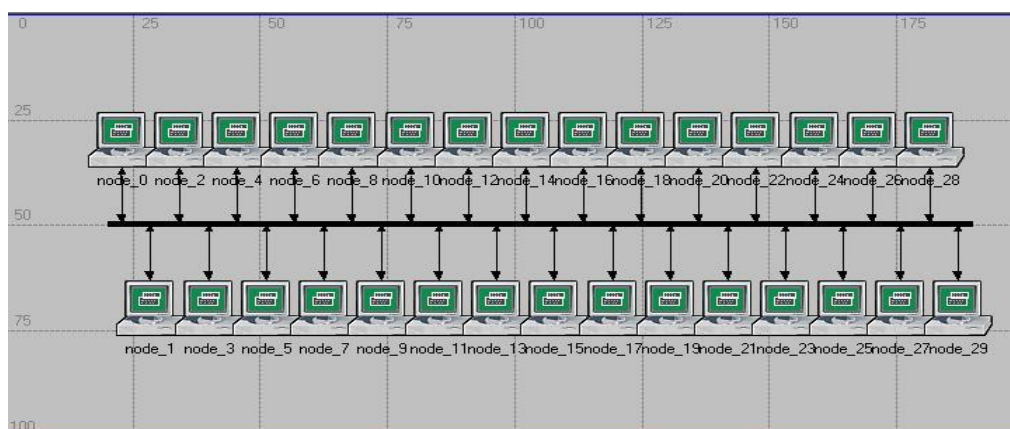 0 25 50 75 100 125 150 175
25
node_0 node_2 node_4 node_6 node_8 node_10 node_12 node_14 node_16 node_18 node_20 node_22 node_24 node_26 node_28
50
75
node_1 node_3 node_5 node_7 node_9 node_11 node_13 node_15 node_17 node_19 node_21 node_23 node_25 node_27 node_29
100